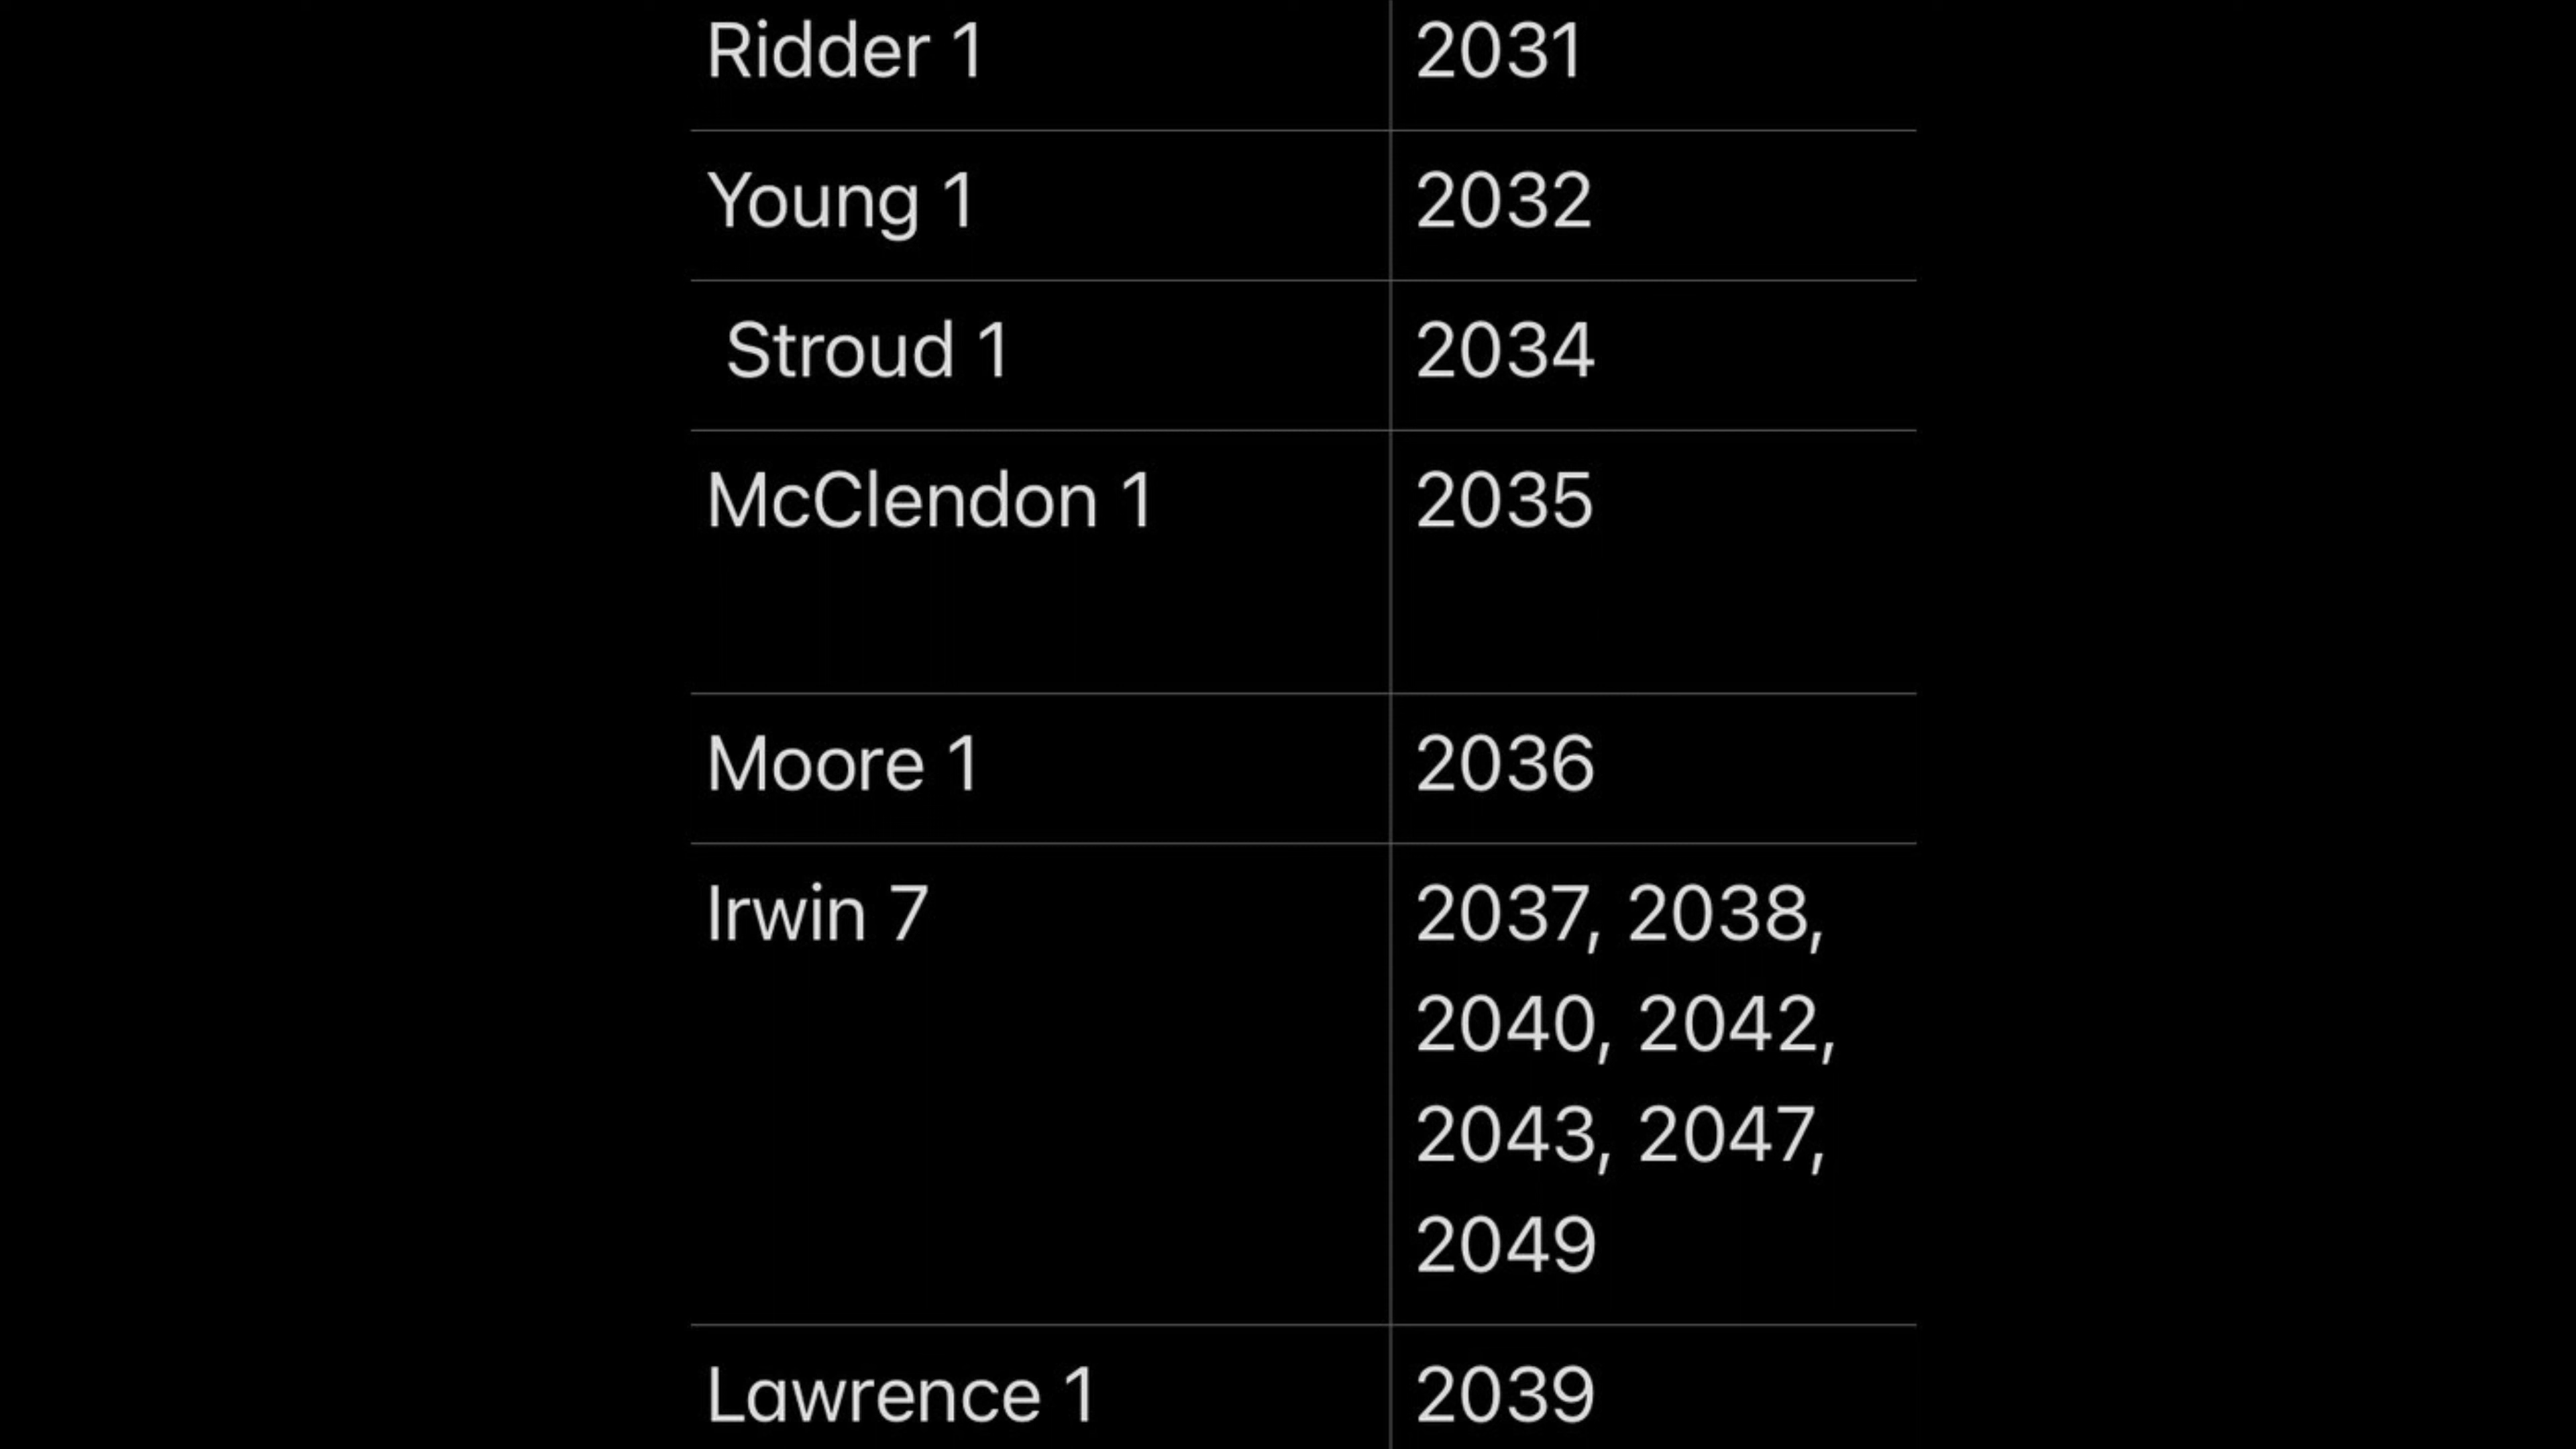 Ridder 1 2031
Young 1 2032
Stroud 1 2034
McClendon 1 2035
Moore 1 2036
Irwin 7 2037, 2038,
2040, 2042,
2043, 2047,
2049
Lawrence 1 2039